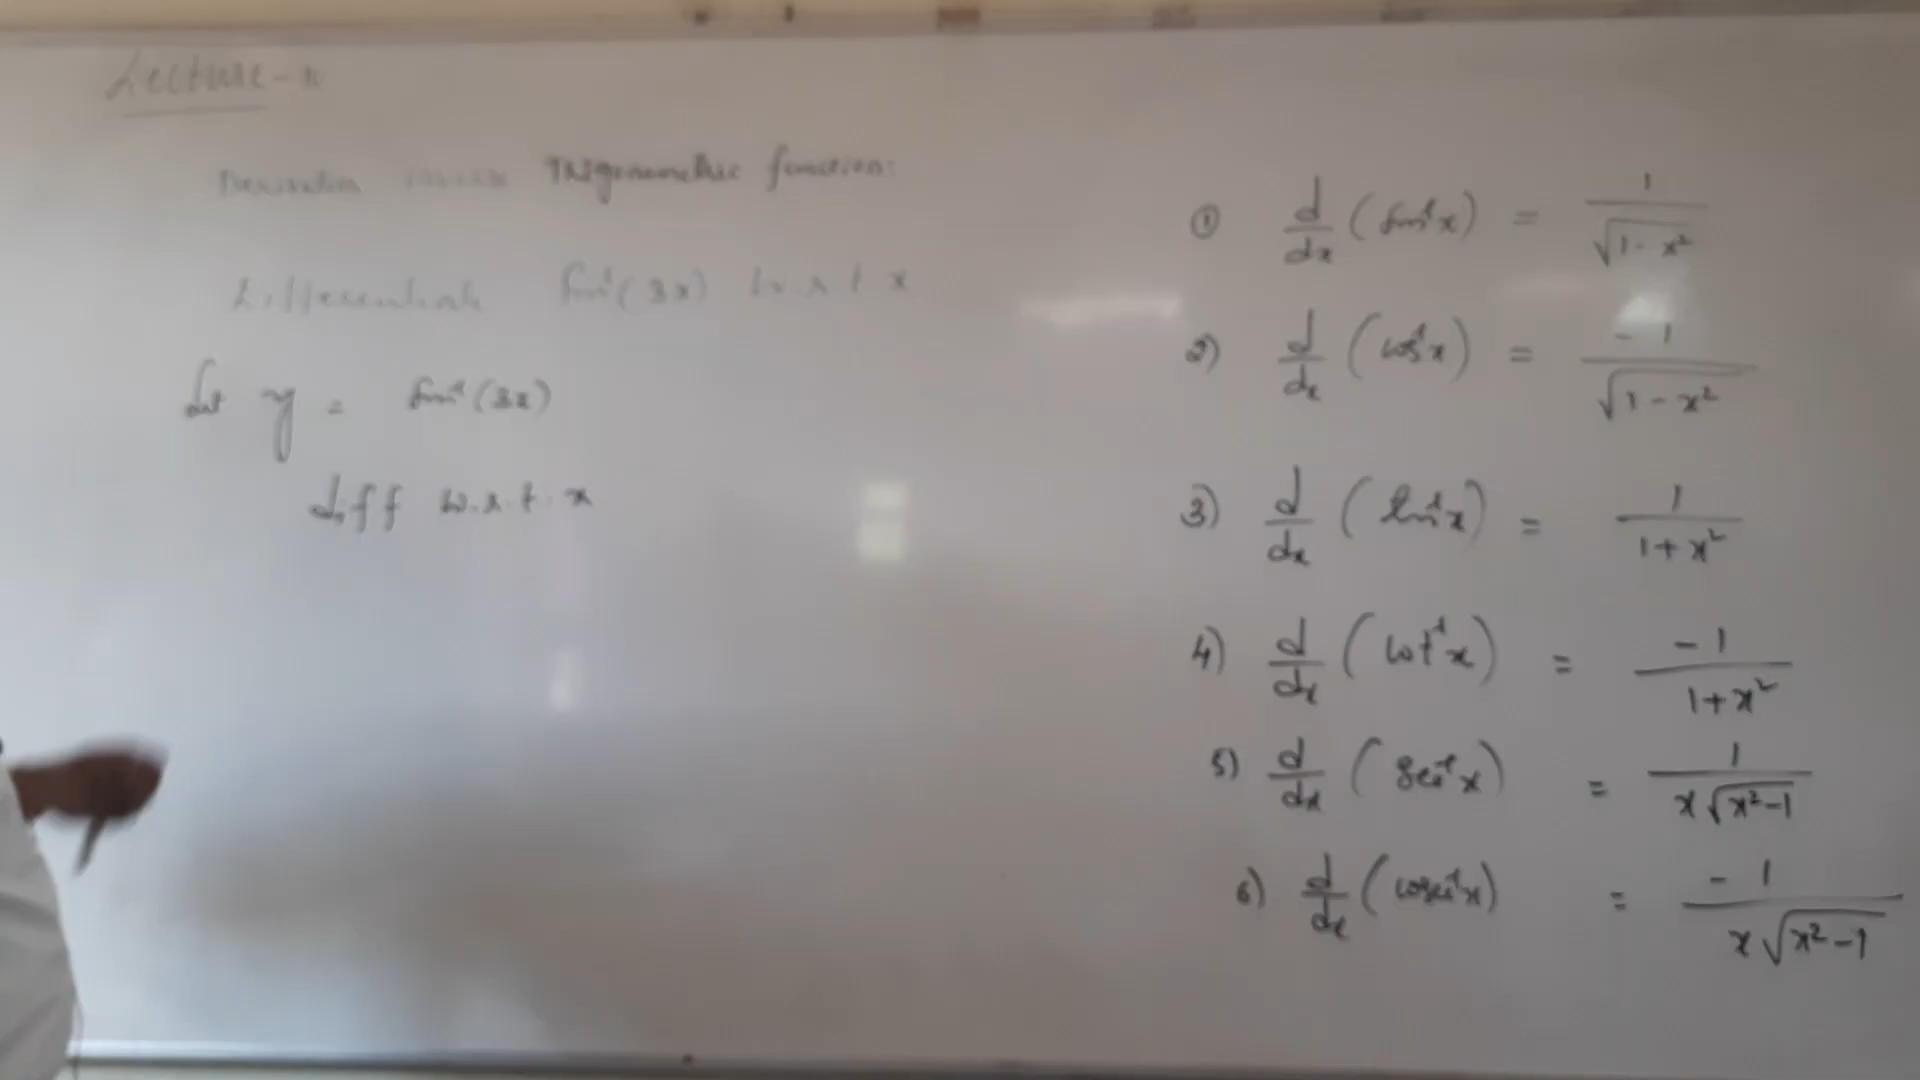 Lecture-
Trigonometric function:
Differentiate Sin⁻¹(3x) w.r.t x
Let y = Sin⁻¹(3x)
diff w.r.t. x
① d/dx (Sin⁻¹x) = 1/√(1-x²)
2) d/dx (cos⁻¹x) = -1/√(1-x²)
3) d/dx (tan⁻¹x) = 1/(1+x²)
4) d/dx (cot⁻¹x) = -1/(1+x²)
5) d/dx (Sec⁻¹x) = 1/(x√(x²-1))
6) d/dx (cosec⁻¹x) = -1/(x√(x²-1))